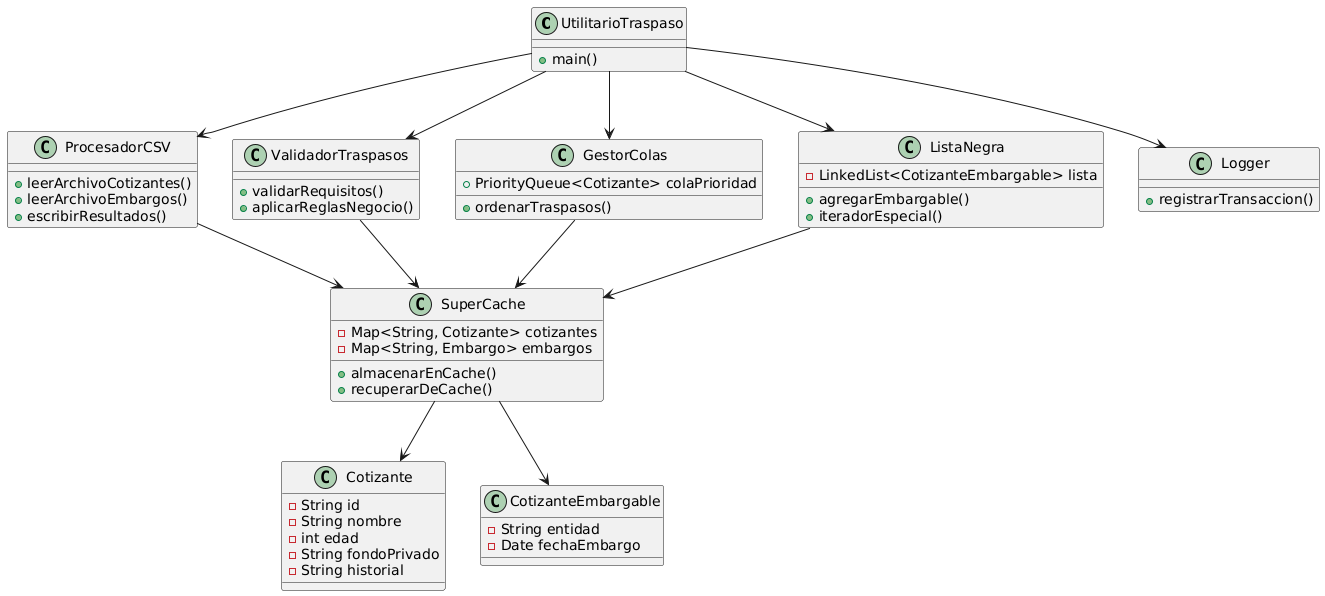 UtilitarioTraspaso
main()
ProcesadorCSV
leerArchivoCotizantes()
leerArchivoEmbargos()
escribirResultados()
ValidadorTraspasos
validarRequisitos()
aplicarReglasNegocio()
GestorColas
PriorityQueue<Cotizante> colaPrioridad
ordenarTraspasos()
ListaNegra
LinkedList<CotizanteEmbargable> lista
agregarEmbargable()
iteradorEspecial()
Logger
registrarTransaccion()
SuperCache
Map<String, Cotizante> cotizantes
Map<String, Embargo> embargos
almacenarEnCache()
recuperarDeCache()
Cotizante
String id
String nombre
int edad
String fondoPrivado
String historial
CotizanteEmbargable
String entidad
Date fechaEmbargo